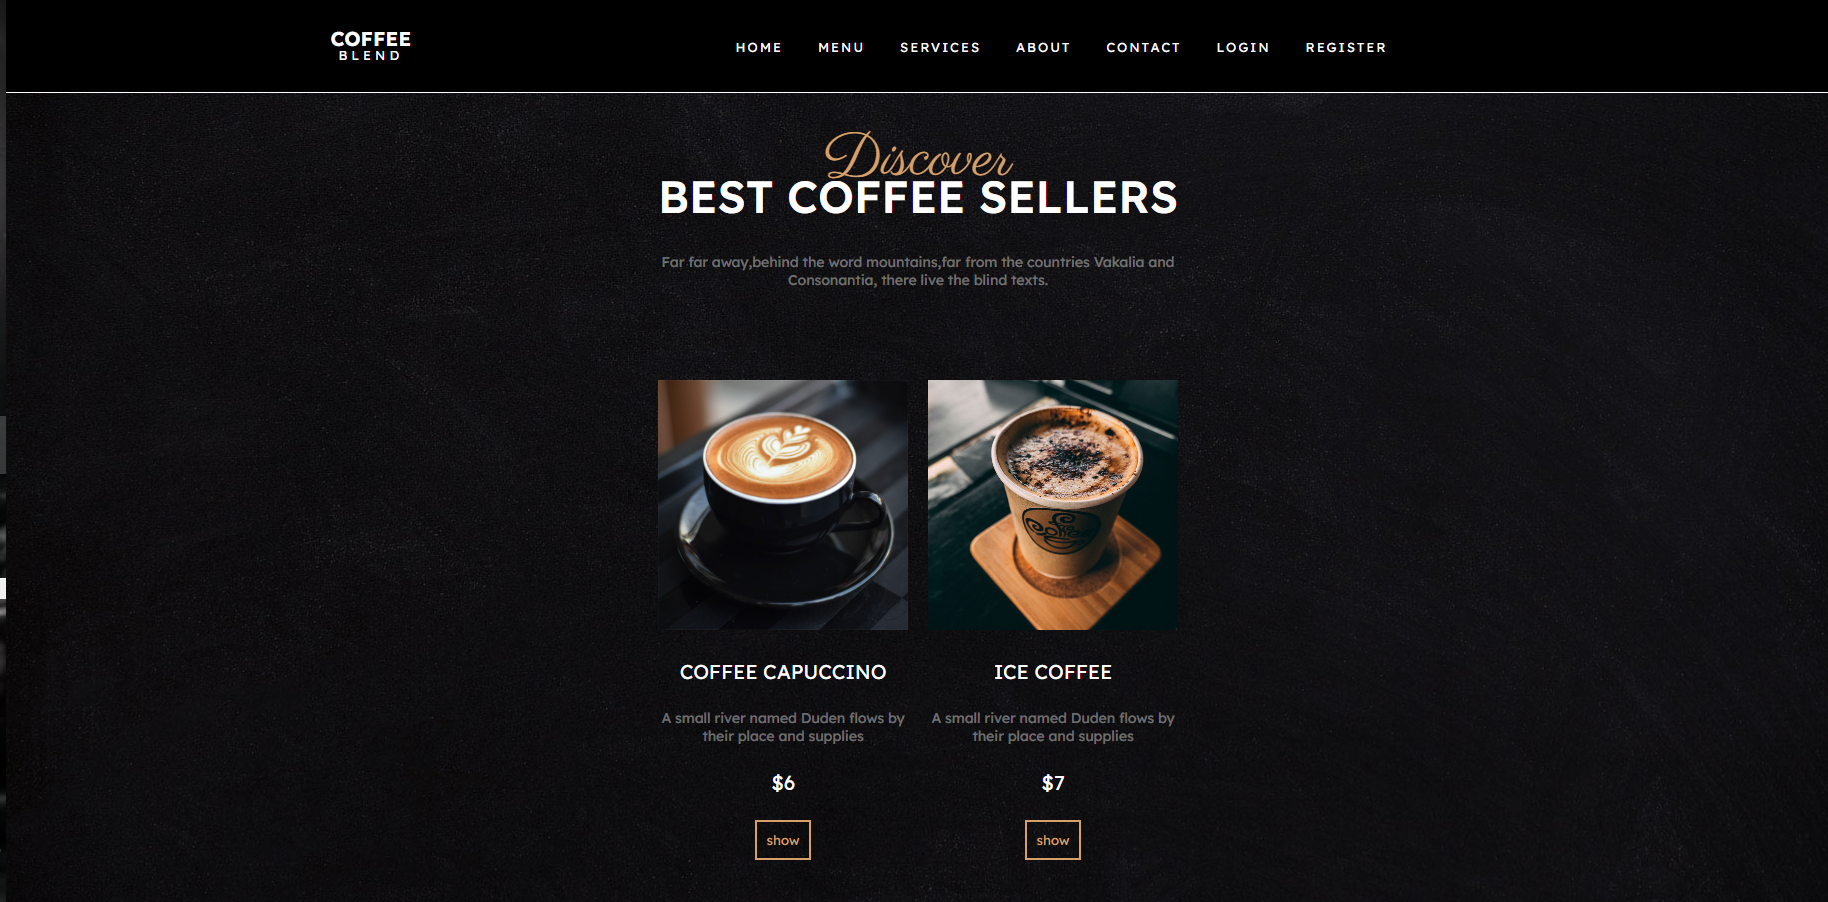 COFFEE
BLEND
HOME MENU SERVICES ABOUT CONTACT LOGIN REGISTER
Discover
BEST COFFEE SELLERS
Far far away,behind the word mountains,far from the countries Vakalia and
Consonantia, there live the blind texts.
COFFEE CAPUCCINO
A small river named Duden flows by
their place and supplies
$6
show
ICE COFFEE
A small river named Duden flows by
their place and supplies
$7
show